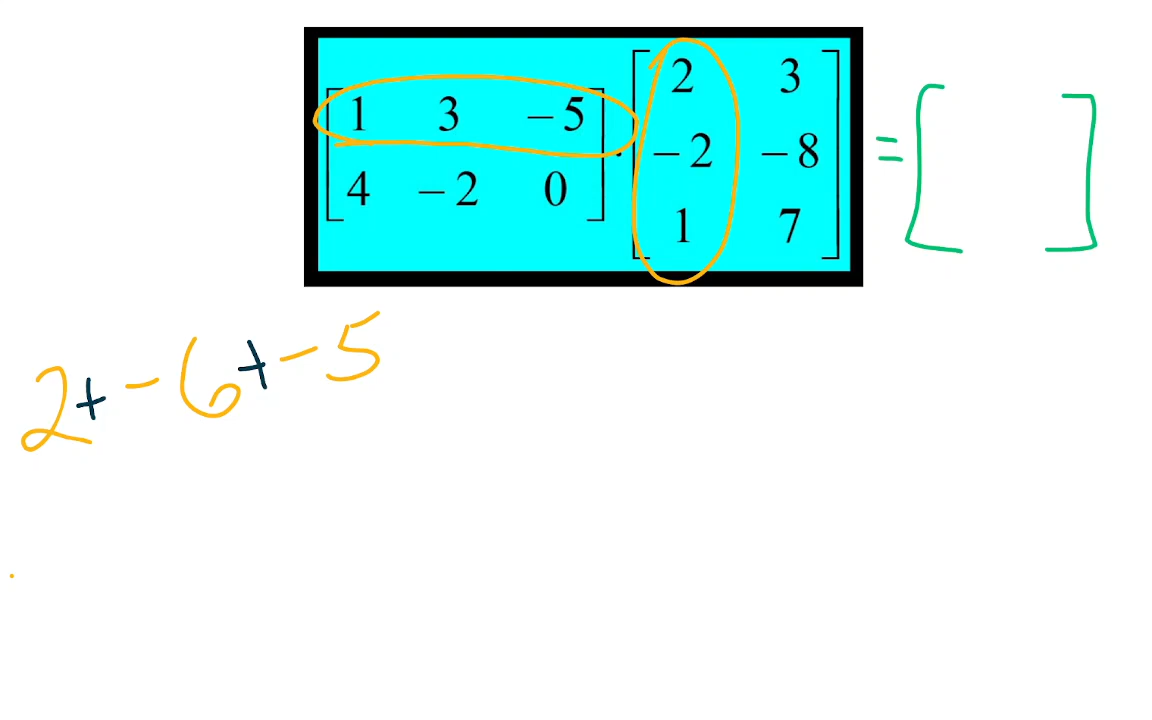 [1 3 -5; 4 -2 0] · [2 3; -2 -8; 1 7] = [ ]
2 + -6 + -5